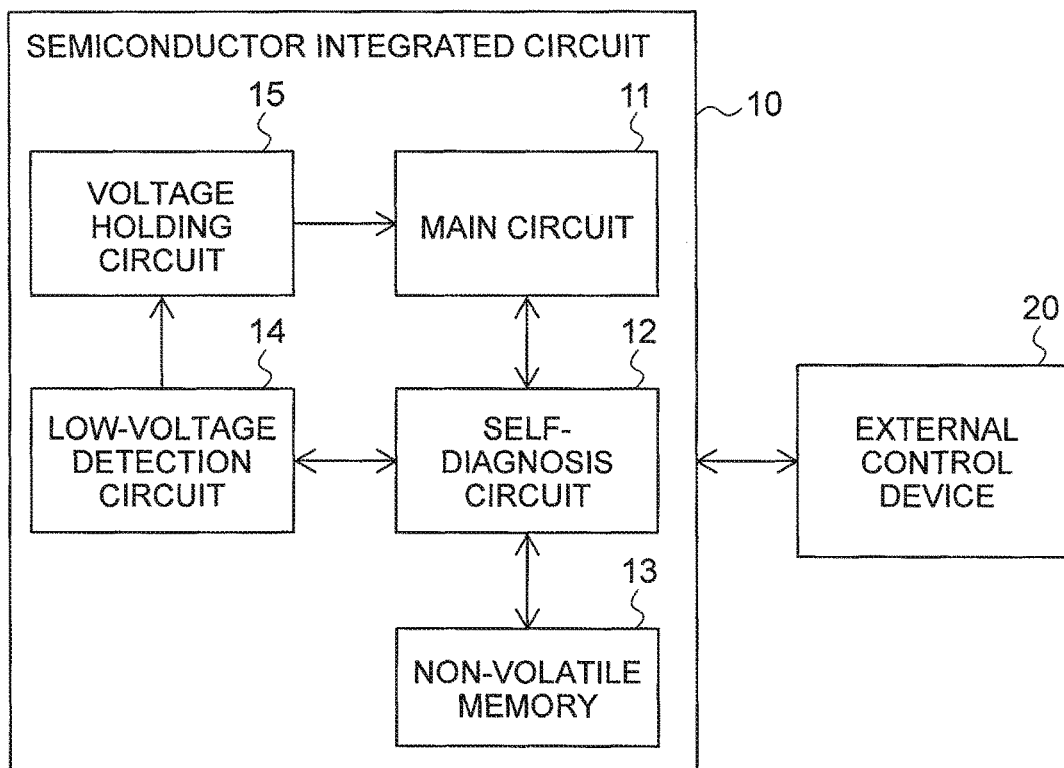 SEMICONDUCTOR INTEGRATED CIRCUIT
10
15
VOLTAGE
HOLDING
CIRCUIT
11
MAIN CIRCUIT
14
LOW-VOLTAGE
DETECTION
CIRCUIT
12
SELF-
DIAGNOSIS
CIRCUIT
20
EXTERNAL
CONTROL
DEVICE
13
NON-VOLATILE
MEMORY